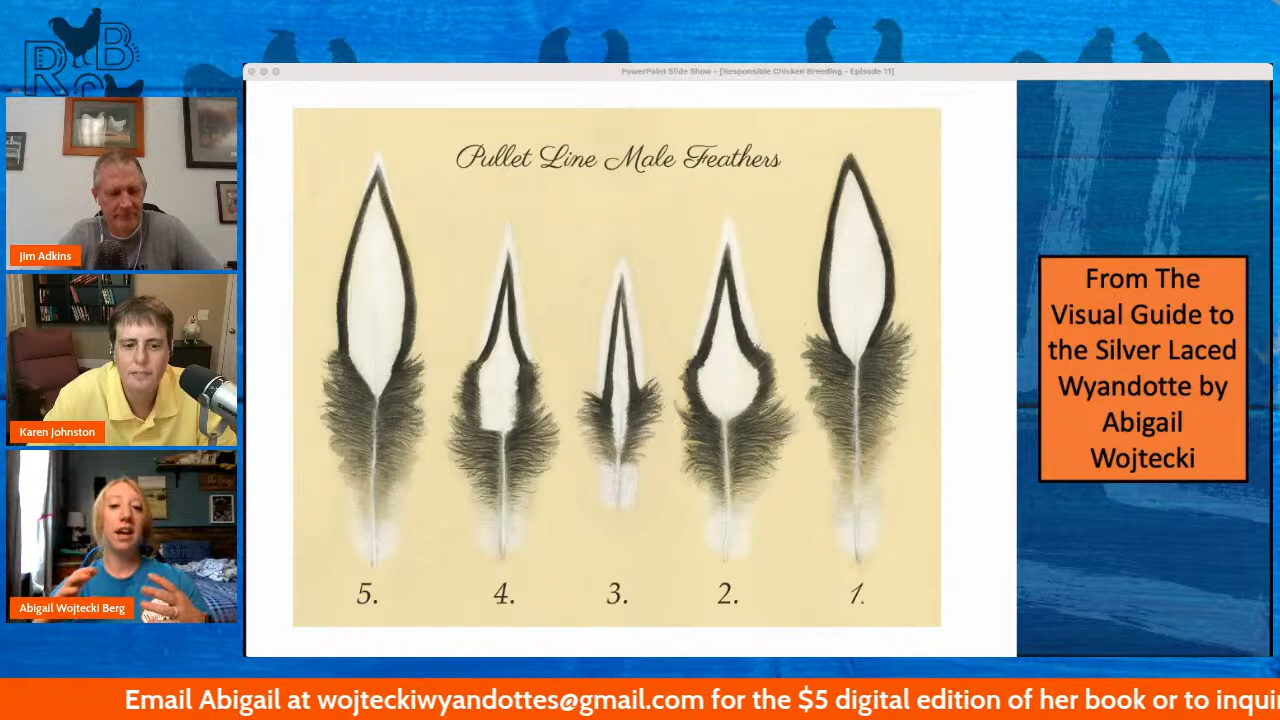 RCB
PowerPoint Slide Show - [Responsible Chicken Breeding - Episode 11]
Jim Adkins
Karen Johnston
Abigail Wojtecki Berg
Pullet Line Male Feathers
5. 4. 3. 2. 1.
From The
Visual Guide to
the Silver Laced
Wyandotte by
Abigail
Wojtecki
Email Abigail at wojteckiwyandottes@gmail.com for the $5 digital edition of her book or to inqui